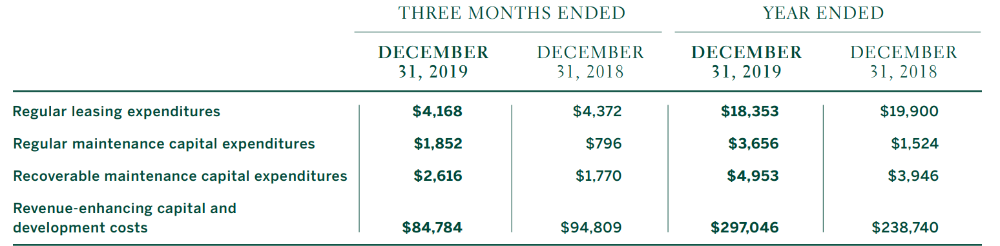 THREE MONTHS ENDED YEAR ENDED
DECEMBER DECEMBER DECEMBER DECEMBER
31, 2019 31, 2018 31, 2019 31, 2018
Regular leasing expenditures $4,168 $4,372 $18,353 $19,900
Regular maintenance capital expenditures $1,852 $796 $3,656 $1,524
Recoverable maintenance capital expenditures $2,616 $1,770 $4,953 $3,946
Revenue-enhancing capital and
development costs $84,784 $94,809 $297,046 $238,740